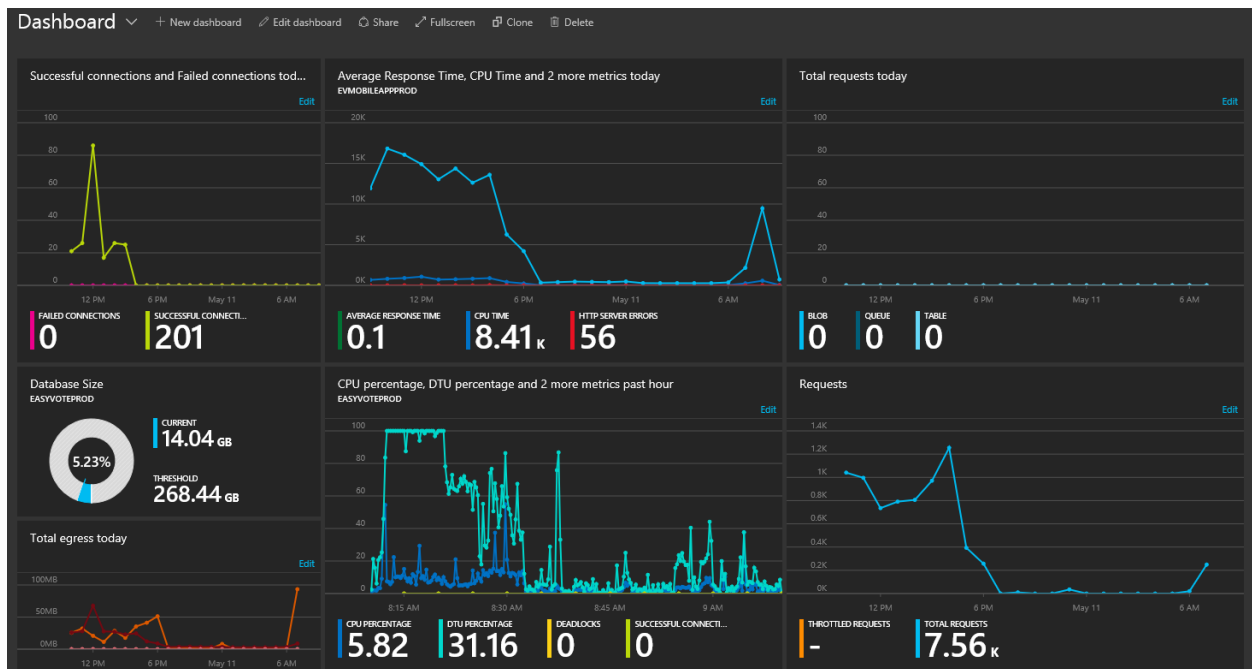 Dashboard
New dashboard
Edit dashboard
Share
Fullscreen
Clone
Delete
Successful connections and Failed connections tod...
Edit
100
80
60
40
20
0
12 PM
6 PM
May 11
6 AM
FAILED CONNECTIONS
0
SUCCESSFUL CONNECTI...
201
Average Response Time, CPU Time and 2 more metrics today
EVMOBILEAPPPROD
Edit
20K
15K
10K
5K
0K
12 PM
6 PM
May 11
6 AM
AVERAGE RESPONSE TIME
0.1
CPU TIME
8.41 K
HTTP SERVER ERRORS
56
Total requests today
Edit
100
80
60
40
20
0
12 PM
6 PM
May 11
6 AM
BLOB
0
QUEUE
0
TABLE
0
Database Size
EASYVOTEPROD
5.23%
CURRENT
14.04 GB
THRESHOLD
268.44 GB
CPU percentage, DTU percentage and 2 more metrics past hour
EASYVOTEPROD
Edit
100
80
60
40
20
0
8:15 AM
8:30 AM
8:45 AM
9 AM
CPU PERCENTAGE
5.82
DTU PERCENTAGE
31.16
DEADLOCKS
0
SUCCESSFUL CONNECTI...
0
Requests
Edit
1.4K
1.2K
1K
0.8K
0.6K
0.4K
0.2K
0K
12 PM
6 PM
May 11
6 AM
THROTTLED REQUESTS
-
TOTAL REQUESTS
7.56 K
Total egress today
Edit
100MB
50MB
0MB
12 PM
6 PM
May 11
6 AM